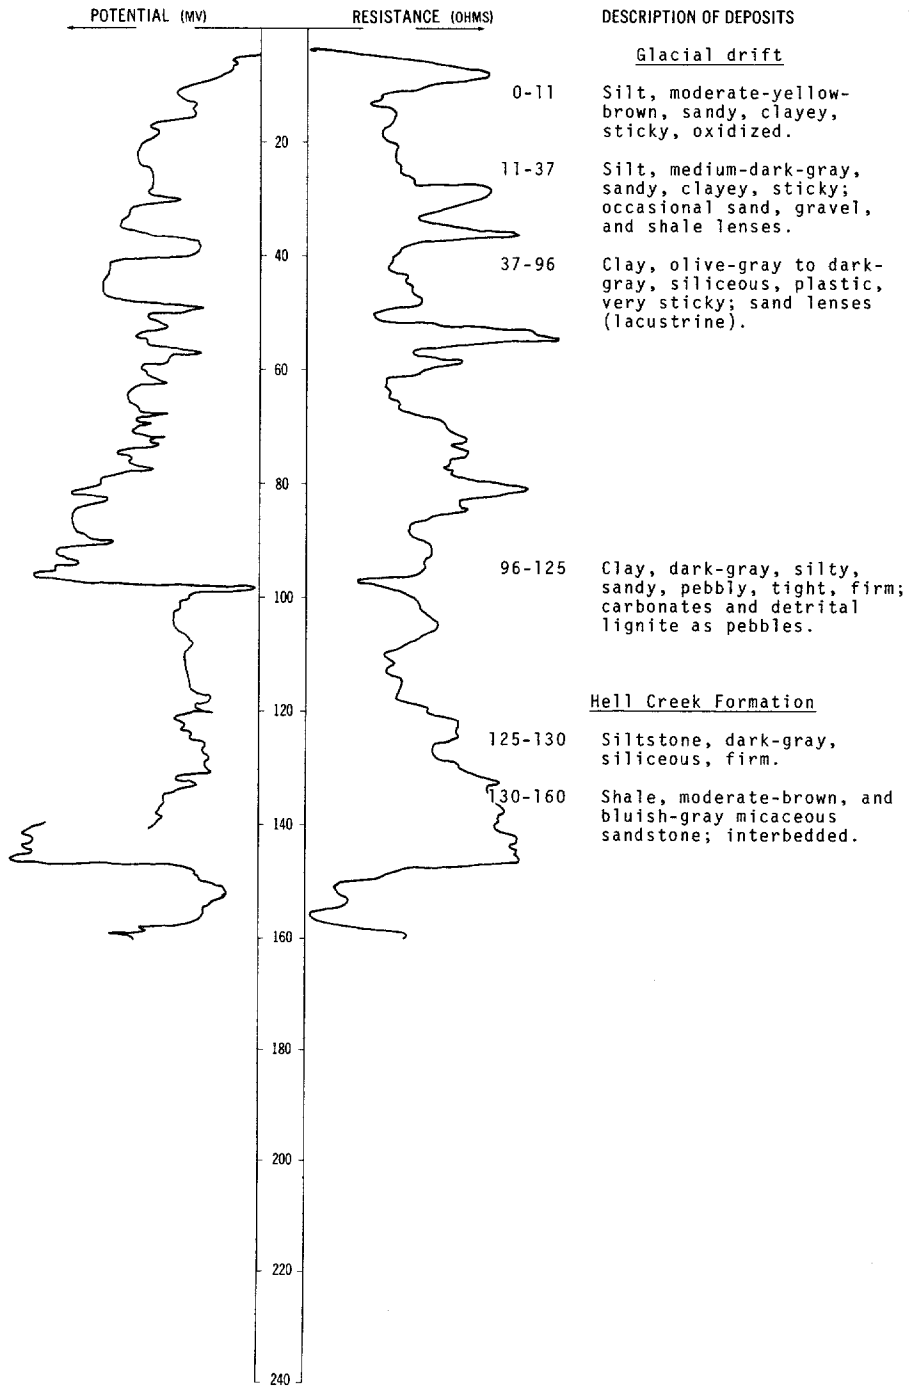 POTENTIAL (MV) RESISTANCE (OHMS) DESCRIPTION OF DEPOSITS
Glacial drift
0-11 Silt, moderate-yellow-
brown, sandy, clayey,
sticky, oxidized.
20
11-37 Silt, medium-dark-gray,
sandy, clayey, sticky;
occasional sand, gravel,
and shale lenses.
40
37-96 Clay, olive-gray to dark-
gray, siliceous, plastic,
very sticky; sand lenses
(lacustrine).
60
80
96-125 Clay, dark-gray, silty,
sandy, pebbly, tight, firm;
carbonates and detrital
lignite as pebbles.
100
Hell Creek Formation
120
125-130 Siltstone, dark-gray,
siliceous, firm.
130-160 Shale, moderate-brown, and
bluish-gray micaceous
sandstone; interbedded.
140
160
180
200
220
240